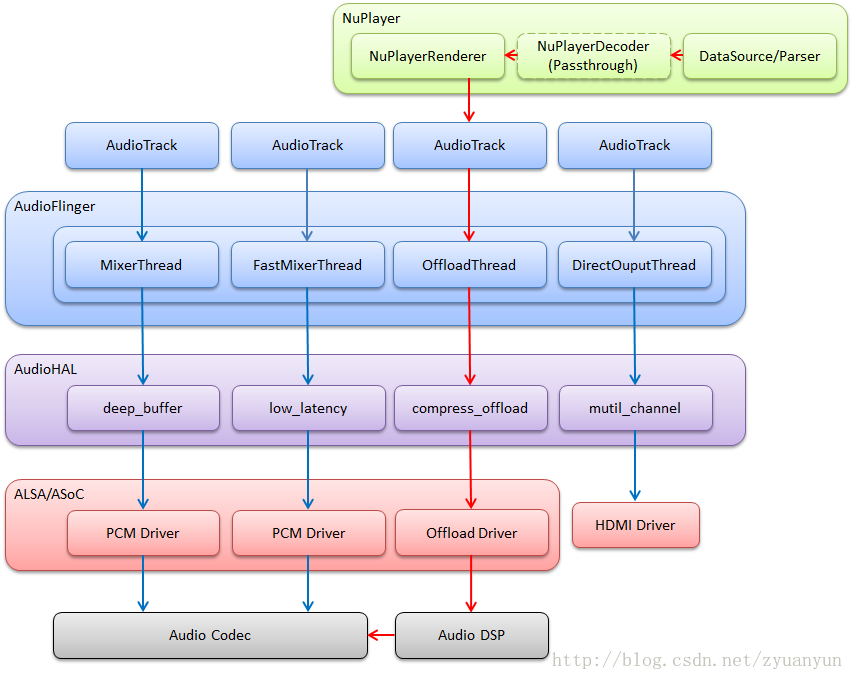 NuPlayer
NuPlayerRenderer
NuPlayerDecoder
(Passthrough)
DataSource/Parser
AudioTrack
AudioTrack
AudioTrack
AudioTrack
AudioFlinger
MixerThread
FastMixerThread
OffloadThread
DirectOuputThread
AudioHAL
deep_buffer
low_latency
compress_offload
mutil_channel
ALSA/ASoC
PCM Driver
PCM Driver
Offload Driver
HDMI Driver
Audio Codec
Audio DSP
http://blog.csdn.net/zyuanyun